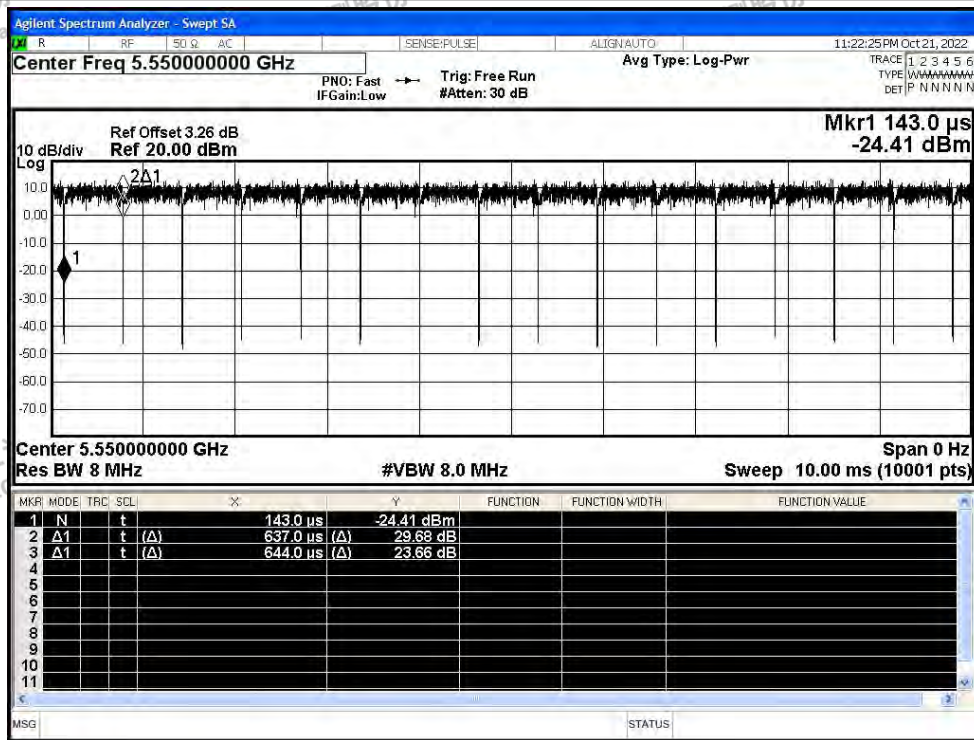 Agilent Spectrum Analyzer - Swept SA
R RF 50 Ω AC SENSE:PULSE ALIGN AUTO 11:22:25 PM Oct 21, 2022
Center Freq 5.550000000 GHz Avg Type: Log-Pwr TRACE 1 2 3 4 5 6
PNO: Fast Trig: Free Run TYPE WWWWWW
IFGain:Low #Atten: 30 dB DET P N N N N N
Mkr1 143.0 µs
Ref Offset 3.26 dB
10 dB/div Ref 20.00 dBm -24.41 dBm
Log
10.0
2Δ1
0.00
-10.0
1
-20.0
-30.0
-40.0
-50.0
-60.0
-70.0
Center 5.550000000 GHz Span 0 Hz
Res BW 8 MHz #VBW 8.0 MHz Sweep 10.00 ms (10001 pts)
MKR MODE TRC SCL X Y FUNCTION FUNCTION WIDTH FUNCTION VALUE
1 N t 143.0 µs -24.41 dBm
2 Δ1 t (Δ) 637.0 µs (Δ) 29.68 dB
3 Δ1 t (Δ) 644.0 µs (Δ) 23.66 dB
4
5
6
7
8
9
10
11
MSG STATUS